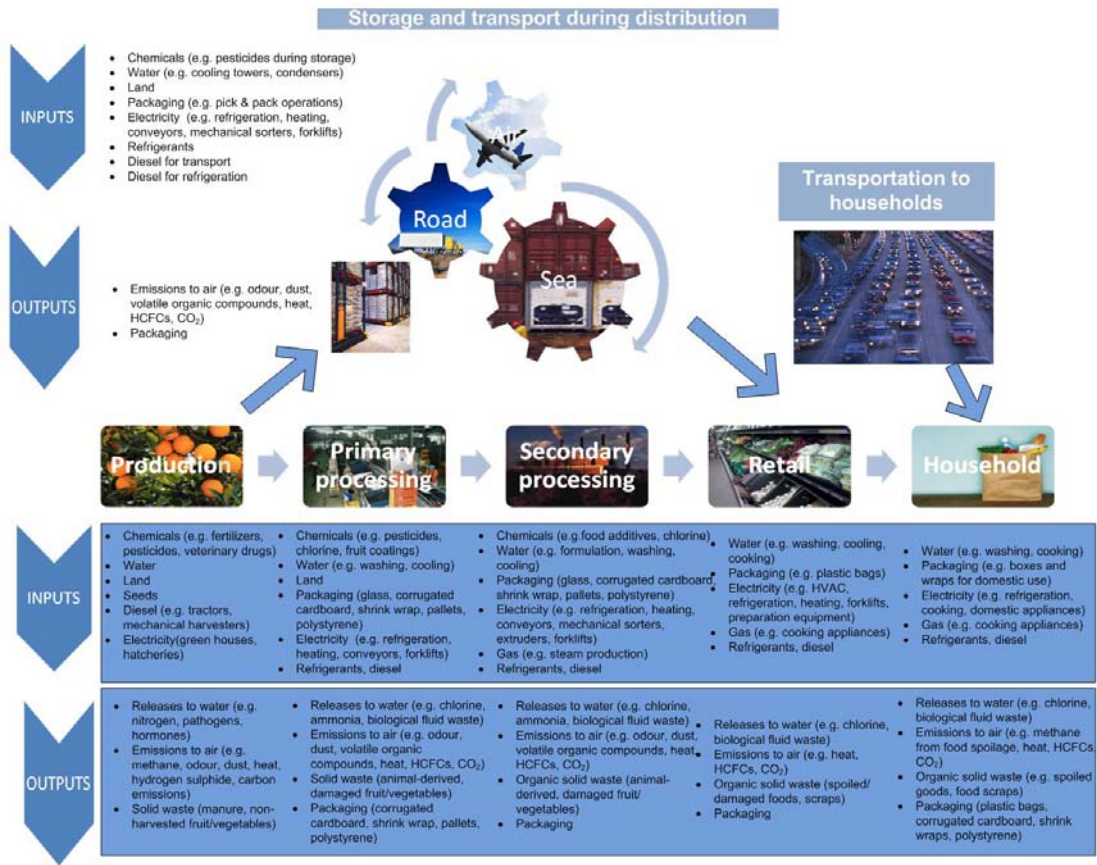 Storage and transport during distribution
INPUTS
• Chemicals (e.g. pesticides during storage)
• Water (e.g. cooling towers, condensers)
• Land
• Packaging (e.g. pick & pack operations)
• Electricity (e.g. refrigeration, heating,
conveyors, mechanical sorters, forklifts)
• Refrigerants
• Diesel for transport
• Diesel for refrigeration
Air
Road
Sea
Transportation to
households
OUTPUTS
• Emissions to air (e.g. odour, dust,
volatile organic compounds, heat,
HCFCs, CO₂)
• Packaging
Production
Primary
processing
Secondary
processing
Retail
Household
INPUTS
• Chemicals (e.g. fertilizers,
pesticides, veterinary drugs)
• Water
• Land
• Seeds
• Diesel (e.g. tractors,
mechanical harvesters)
• Electricity(green houses,
hatcheries)
• Chemicals (e.g. pesticides,
chlorine, fruit coatings)
• Water (e.g. washing, cooling)
• Land
• Packaging (glass, corrugated
cardboard, shrink wrap, pallets,
polystyrene)
• Electricity (e.g. refrigeration,
heating, conveyors, forklifts)
• Refrigerants, diesel
• Chemicals (e.g.food additives, chlorine)
• Water (e.g. formulation, washing,
cooling)
• Packaging (glass, corrugated cardboard,
shrink wrap, pallets, polystyrene)
• Electricity (e.g. refrigeration, heating,
conveyors, mechanical sorters,
extruders, forklifts)
• Gas (e.g. steam production)
• Refrigerants, diesel
• Water (e.g. washing, cooling,
cooking)
• Packaging (e.g. plastic bags)
• Electricity (e.g. HVAC,
refrigeration, heating, forklifts,
preparation equipment)
• Gas (e.g. cooking appliances)
• Refrigerants, diesel
• Water (e.g. washing, cooking)
• Packaging (e.g. boxes and
wraps for domestic use)
• Electricity (e.g. refrigeration,
cooking, domestic appliances)
• Gas (e.g. cooking appliances)
• Refrigerants, diesel
OUTPUTS
• Releases to water (e.g.
nitrogen, pathogens,
hormones)
• Emissions to air (e.g.
methane, odour, dust, heat,
hydrogen sulphide, carbon
emissions)
• Solid waste (manure, non-
harvested fruit/vegetables)
• Releases to water (e.g. chlorine,
ammonia, biological fluid waste)
• Emissions to air (e.g. odour,
dust, volatile organic
compounds, heat, HCFCs, CO₂)
• Solid waste (animal-derived,
damaged fruit/vegetables)
• Packaging (corrugated
cardboard, shrink wrap, pallets,
polystyrene)
• Releases to water (e.g. chlorine,
ammonia, biological fluid waste)
• Emissions to air (e.g. odour, dust,
volatile organic compounds, heat,
HCFCs, CO₂)
• Organic solid waste (animal-
derived, damaged fruit/
vegetables)
• Packaging
• Releases to water (e.g. chlorine,
biological fluid waste)
• Emissions to air (e.g. heat,
HCFCs, CO₂)
• Organic solid waste (spoiled/
damaged foods, scraps)
• Packaging
• Releases to water (e.g. chlorine,
biological fluid waste)
• Emissions to air (e.g. methane
from food spoilage, heat, HCFCs,
CO₂)
• Organic solid waste (e.g. spoiled
goods, food scraps)
• Packaging (plastic bags,
corrugated cardboard, shrink
wraps, polystyrene)